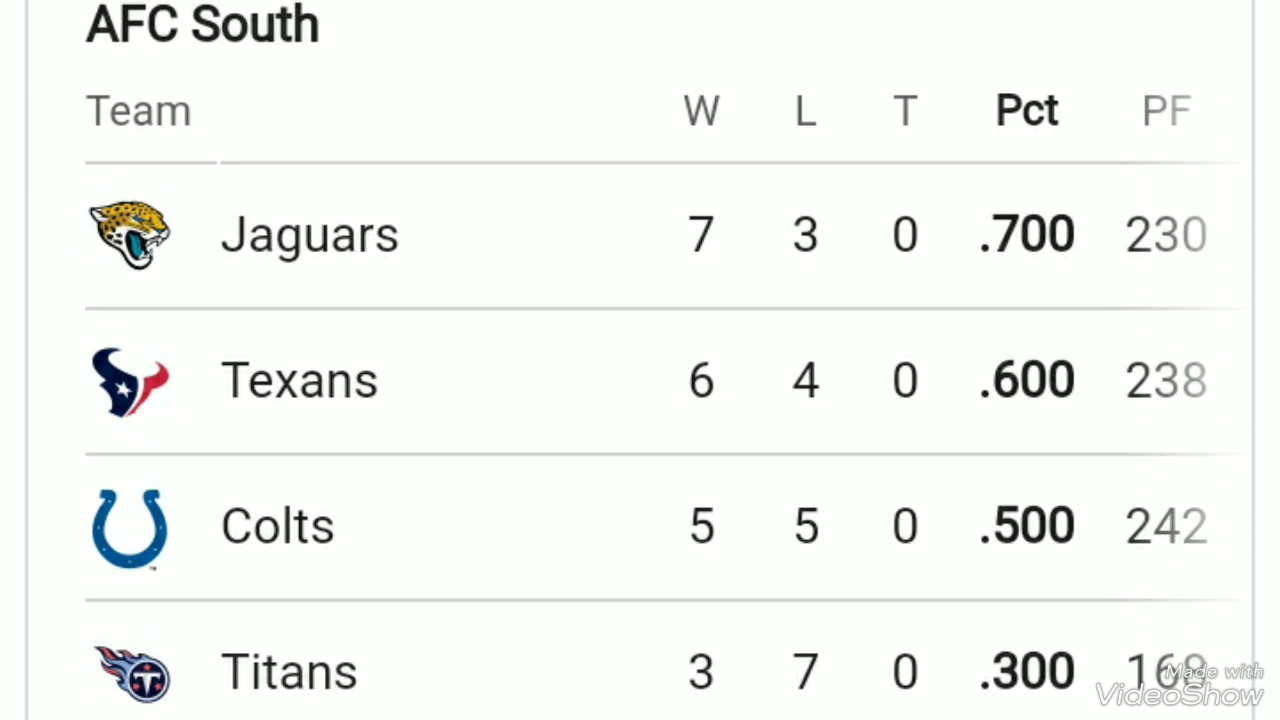 AFC South
Team W L T Pct PF
Jaguars 7 3 0 .700 230
Texans 6 4 0 .600 238
Colts 5 5 0 .500 242
Titans 3 7 0 .300 168
Made with
VideoShow